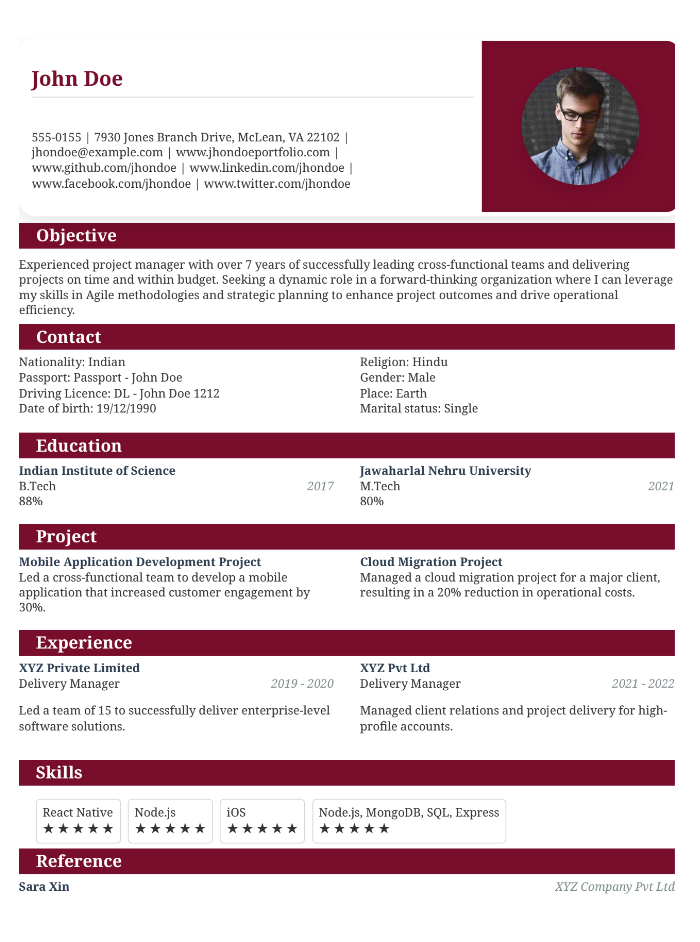 John Doe
555-0155 | 7930 Jones Branch Drive, McLean, VA 22102 |
jhondoe@example.com | www.jhondoeportfolio.com |
www.github.com/jhondoe | www.linkedin.com/jhondoe |
www.facebook.com/jhondoe | www.twitter.com/jhondoe
Objective
Experienced project manager with over 7 years of successfully leading cross-functional teams and delivering
projects on time and within budget. Seeking a dynamic role in a forward-thinking organization where I can leverage
my skills in Agile methodologies and strategic planning to enhance project outcomes and drive operational
efficiency.
Contact
Nationality: Indian
Passport: Passport - John Doe
Driving Licence: DL - John Doe 1212
Date of birth: 19/12/1990
Religion: Hindu
Gender: Male
Place: Earth
Marital status: Single
Education
Indian Institute of Science
B.Tech 2017
88%
Jawaharlal Nehru University
M.Tech 2021
80%
Project
Mobile Application Development Project
Led a cross-functional team to develop a mobile
application that increased customer engagement by
30%.
Cloud Migration Project
Managed a cloud migration project for a major client,
resulting in a 20% reduction in operational costs.
Experience
XYZ Private Limited
Delivery Manager 2019 - 2020
Led a team of 15 to successfully deliver enterprise-level
software solutions.
XYZ Pvt Ltd
Delivery Manager 2021 - 2022
Managed client relations and project delivery for high-
profile accounts.
Skills
React Native
★★★★★
Node.js
★★★★★
iOS
★★★★★
Node.js, MongoDB, SQL, Express
★★★★★
Reference
Sara Xin XYZ Company Pvt Ltd